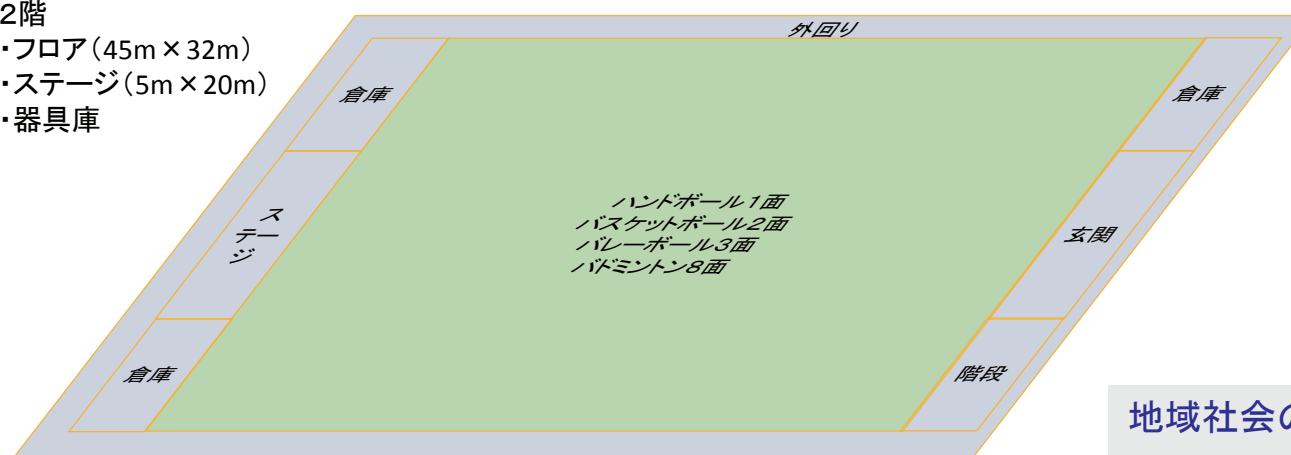 2階
・フロア（45m×32m）
・ステージ（5m×20m）
・器具庫
外回り
倉庫
倉庫
ステージ
ハンドボール1面
バスケットボール2面
バレーボール3面
バドミントン8面
玄関
倉庫
階段
地域社会の